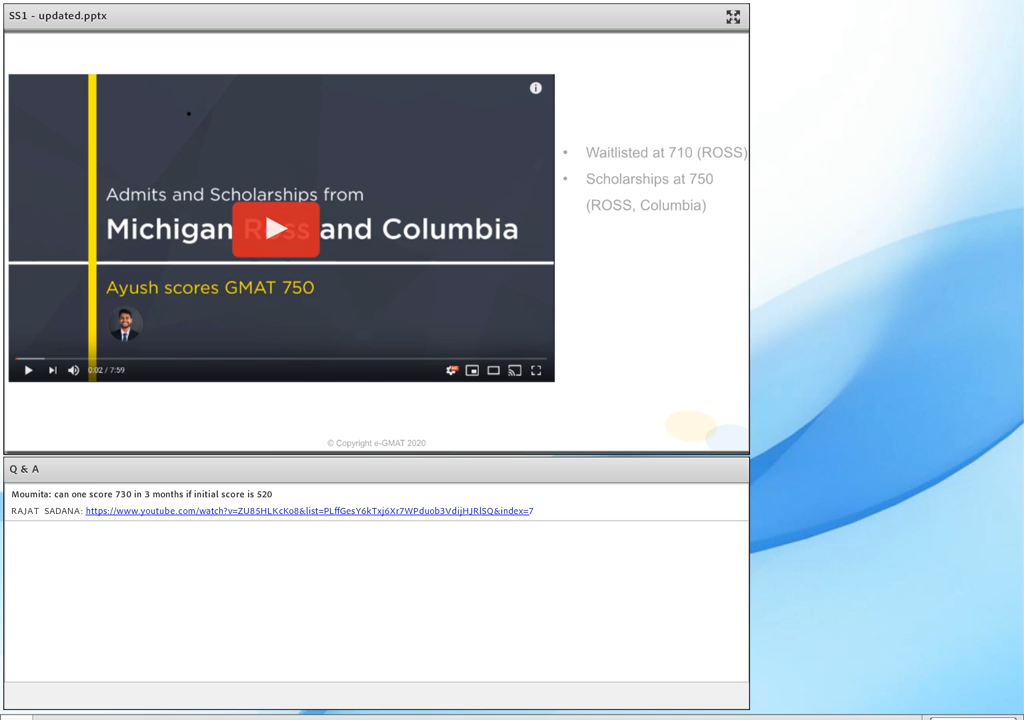 SS1 - updated.pptx
Admits and Scholarships from
Michigan Ross and Columbia
Ayush scores GMAT 750
0:02 / 7:59
• Waitlisted at 710 (ROSS)
• Scholarships at 750
(ROSS, Columbia)
© Copyright e-GMAT 2020
Q & A
Moumita: can one score 730 in 3 months if initial score is 520
RAJAT SADANA: https://www.youtube.com/watch?v=ZU85HLKcKo8&list=PLffGesY6kTxj6Xr7WPduob3VdijHJRlSQ&index=7